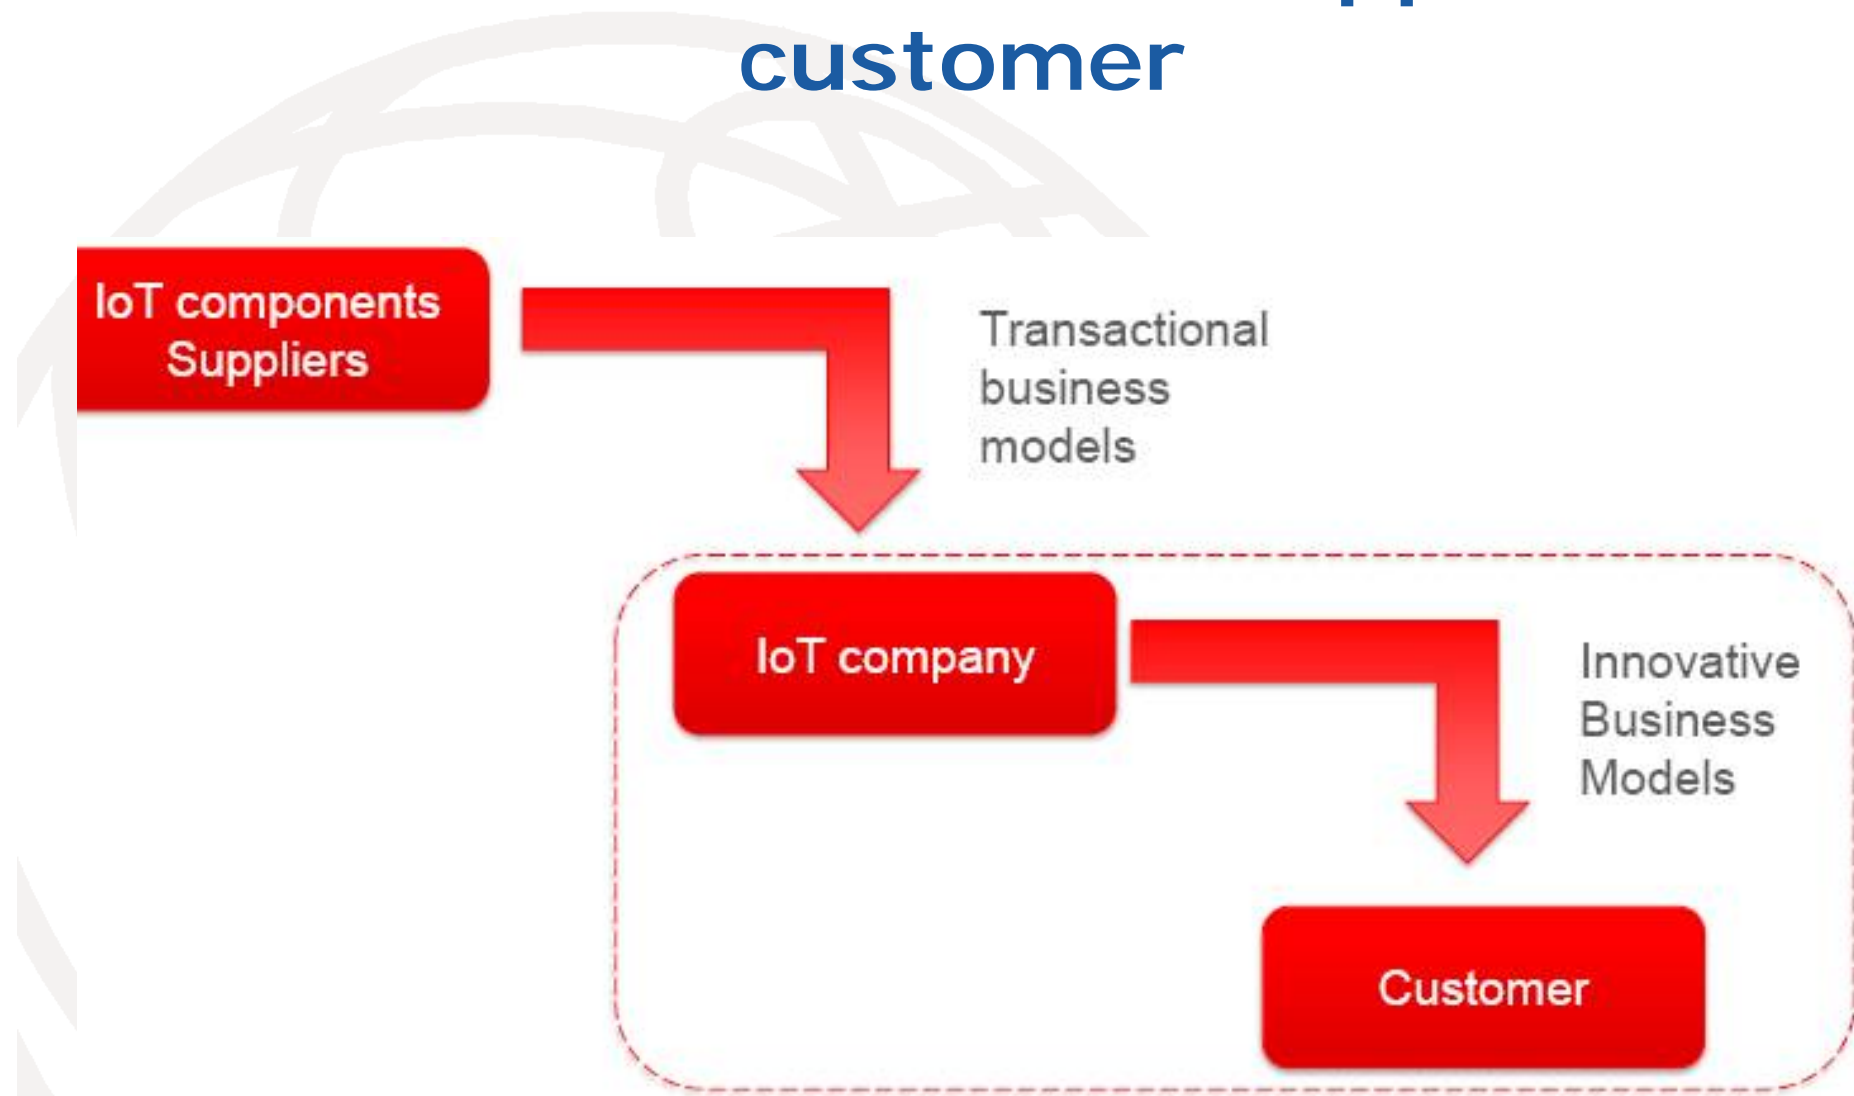 customer
IoT components
Suppliers
Transactional
business
models
IoT company
Innovative
Business
Models
Customer